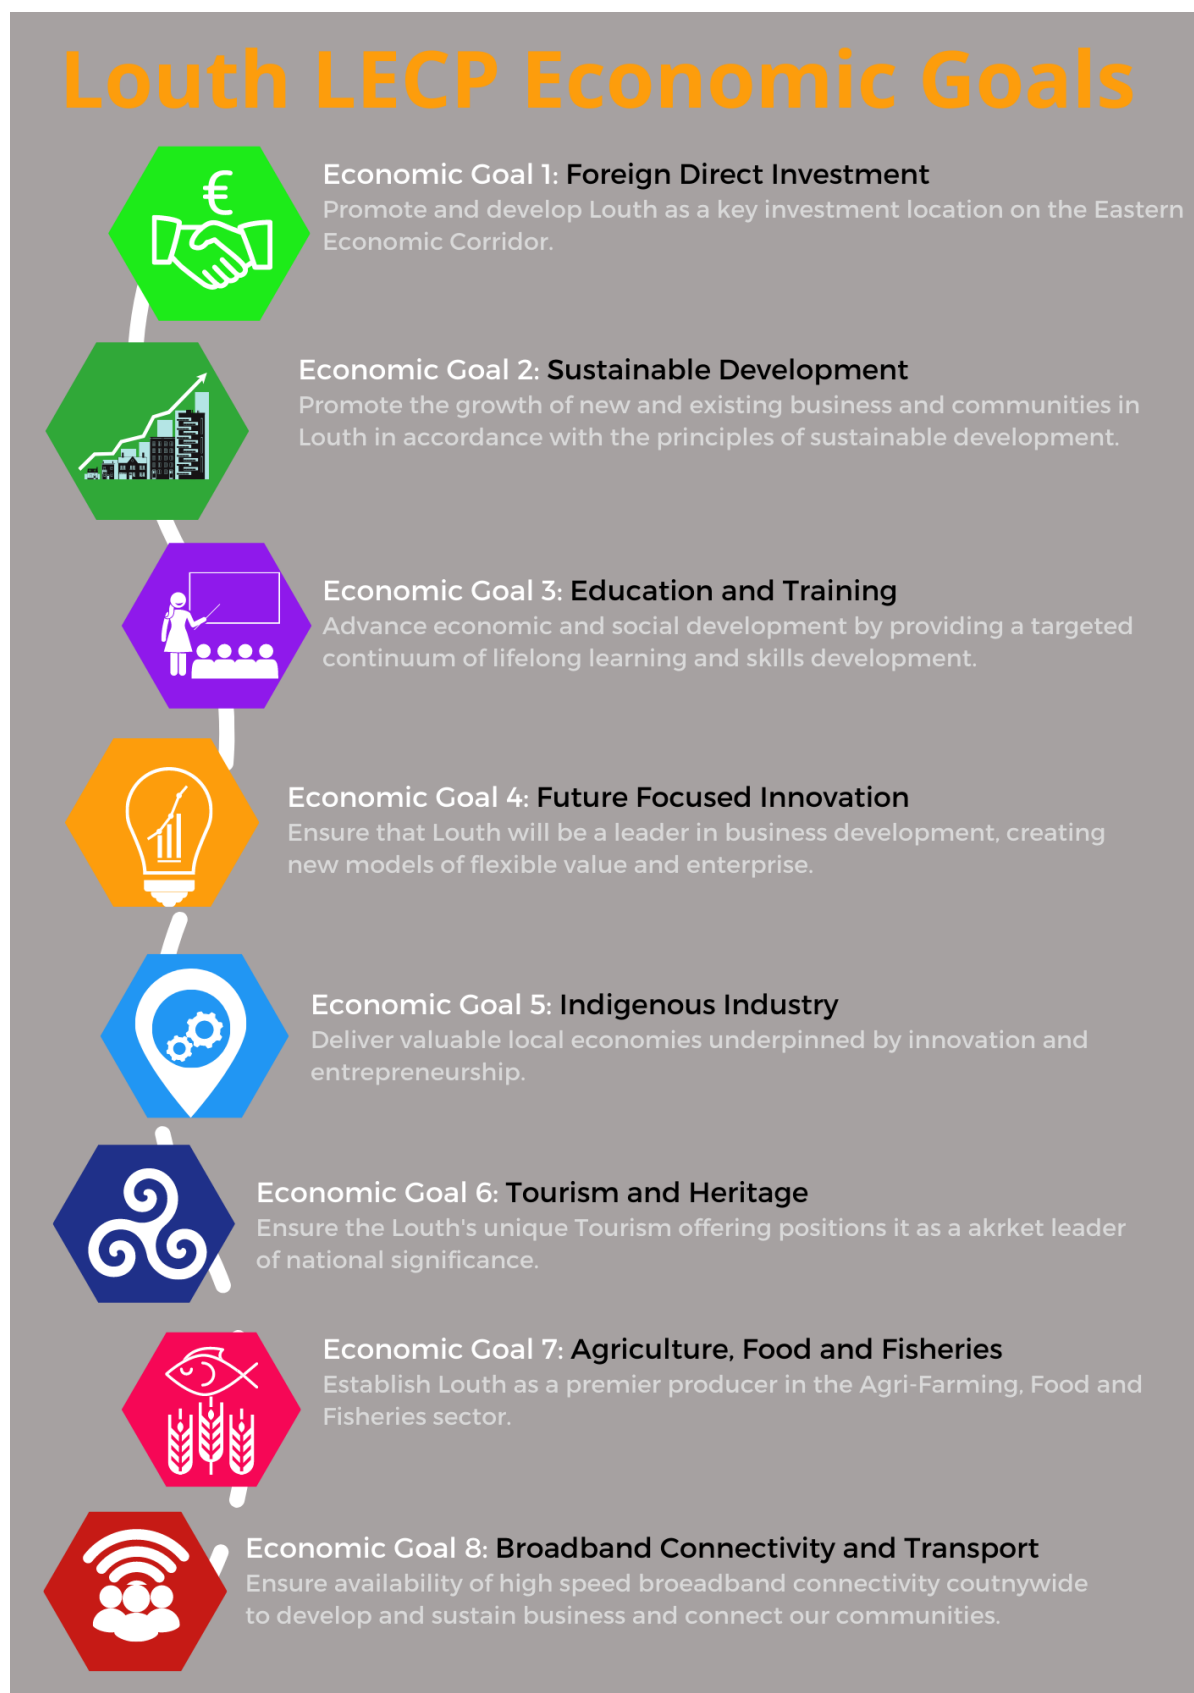 Louth LECP Economic Goals
€
Economic Goal 1: Foreign Direct Investment
Promote and develop Louth as a key investment location on the Eastern
Economic Corridor.
Economic Goal 2: Sustainable Development
Promote the growth of new and existing business and communities in
Louth in accordance with the principles of sustainable development.
Economic Goal 3: Education and Training
Advance economic and social development by providing a targeted
continuum of lifelong learning and skills development.
Economic Goal 4: Future Focused Innovation
Ensure that Louth will be a leader in business development, creating
new models of flexible value and enterprise.
Economic Goal 5: Indigenous Industry
Deliver valuable local economies underpinned by innovation and
entrepreneurship.
Economic Goal 6: Tourism and Heritage
Ensure the Louth's unique Tourism offering positions it as a akrket leader
of national significance.
Economic Goal 7: Agriculture, Food and Fisheries
Establish Louth as a premier producer in the Agri-Farming, Food and
Fisheries sector.
Economic Goal 8: Broadband Connectivity and Transport
Ensure availability of high speed broeadband connectivity coutnywide
to develop and sustain business and connect our communities.